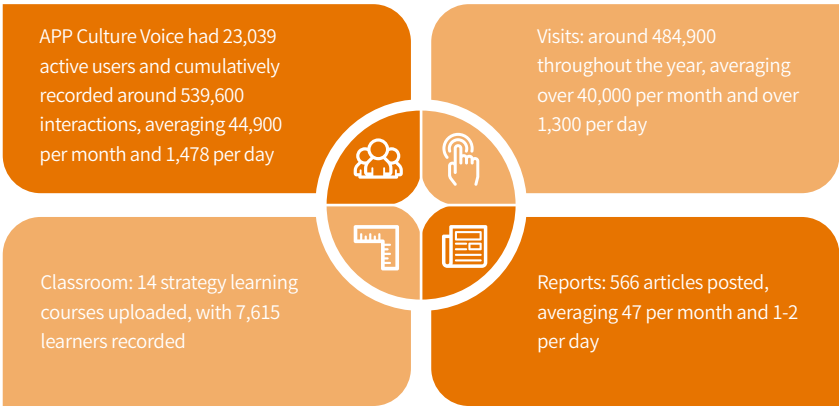 APP Culture Voice had 23,039
active users and cumulatively
recorded around 539,600
interactions, averaging 44,900
per month and 1,478 per day
Visits: around 484,900
throughout the year, averaging
over 40,000 per month and over
1,300 per day
Classroom: 14 strategy learning
courses uploaded, with 7,615
learners recorded
Reports: 566 articles posted,
averaging 47 per month and 1-2
per day